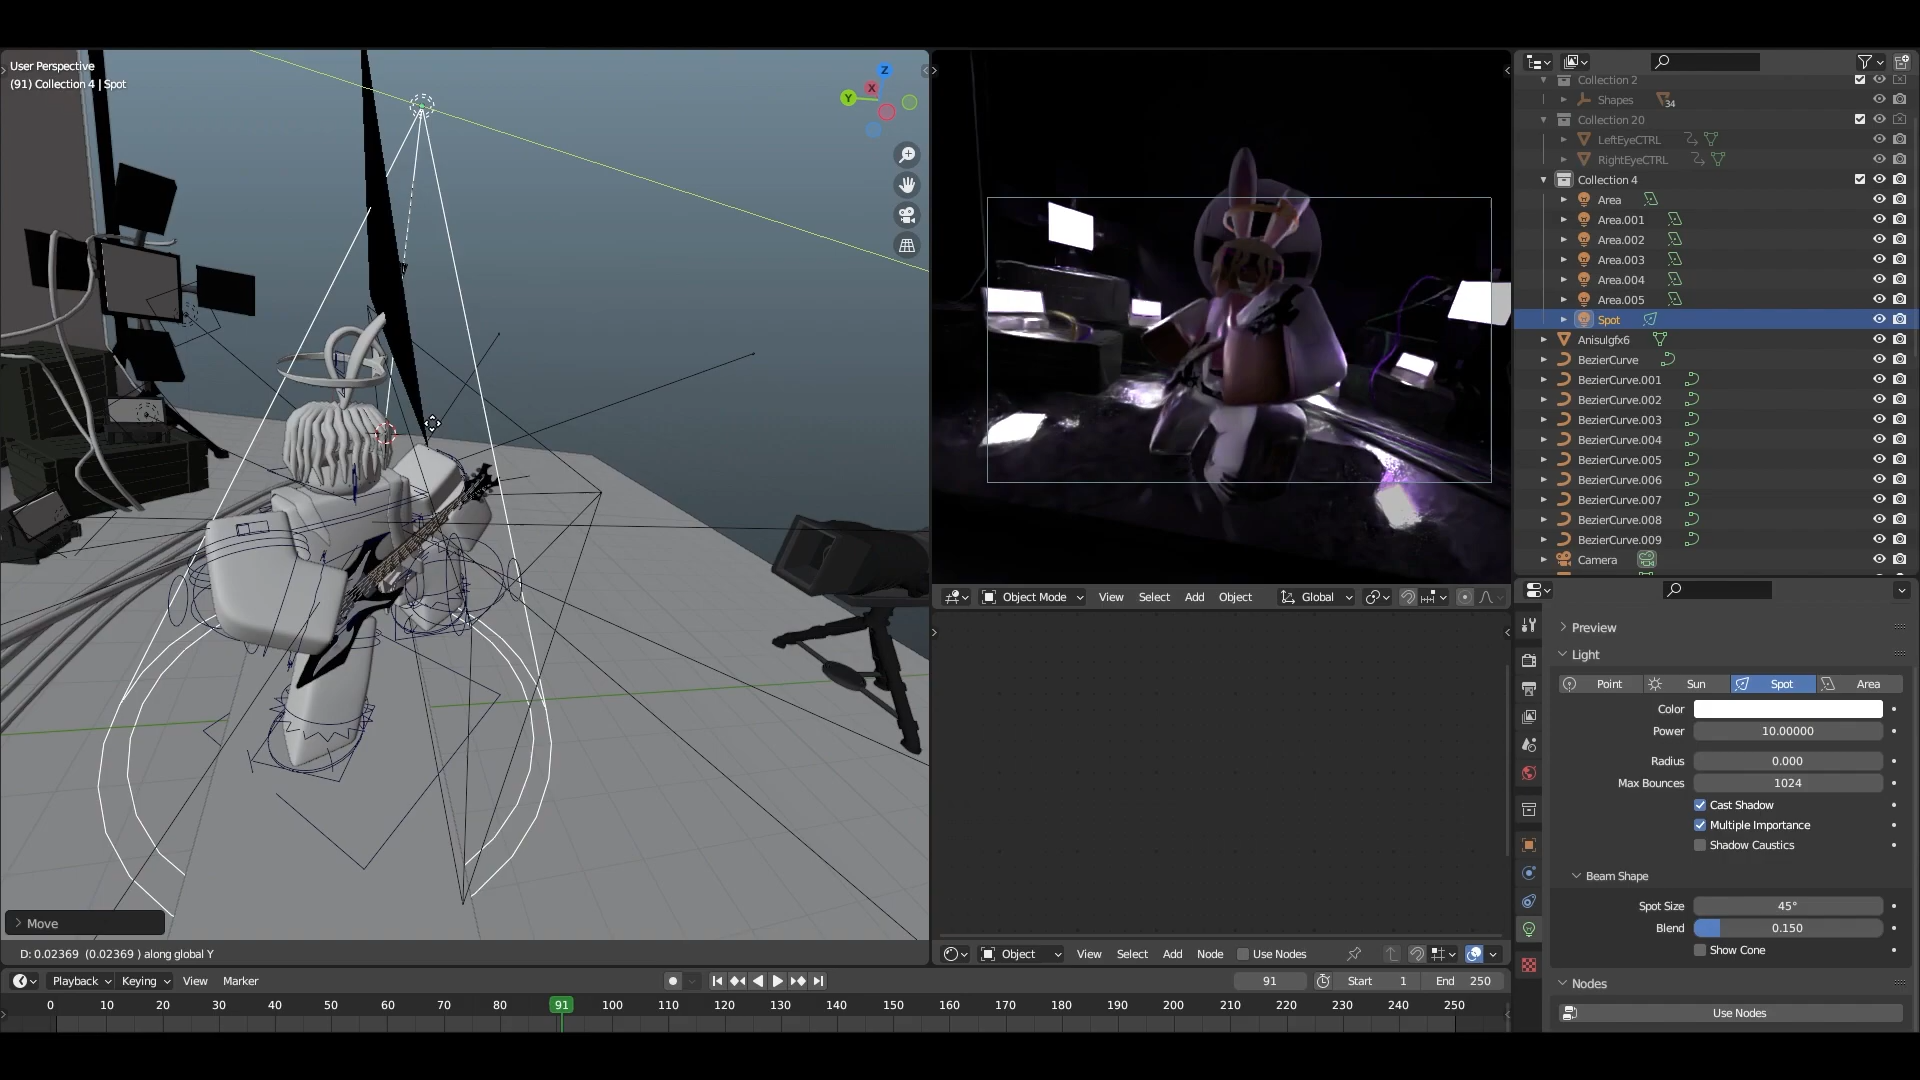 User Perspective
(91) Collection 4 | Spot
Z
X
Y
Move
D: 0.02369 (0.02369 ) along global Y
Object Mode
View
Select
Add
Object
Global
Object
View
Select
Add
Node
Use Nodes
Collection 2
Shapes
34
Collection 20
LeftEyeCTRL
RightEyeCTRL
Collection 4
Area
Area.001
Area.002
Area.003
Area.004
Area.005
Spot
Anisulgfx6
BezierCurve
BezierCurve.001
BezierCurve.002
BezierCurve.003
BezierCurve.004
BezierCurve.005
BezierCurve.006
BezierCurve.007
BezierCurve.008
BezierCurve.009
Camera
Preview
Light
Point
Sun
Spot
Area
Color
Power 10.00000
Radius 0.000
Max Bounces 1024
Cast Shadow
Multiple Importance
Shadow Caustics
Beam Shape
Spot Size 45°
Blend 0.150
Show Cone
Nodes
Use Nodes
Playback
Keying
View
Marker
91
Start 1
End 250
0 10 20 30 40 50 60 70 80 91 100 110 120 130 140 150 160 170 180 190 200 210 220 230 240 250